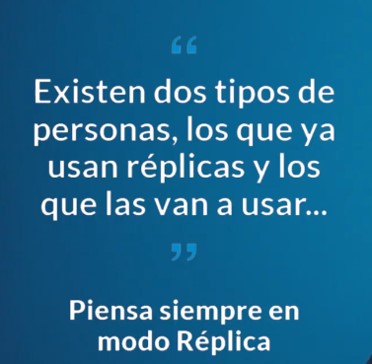 “
Existen dos tipos de
personas, los que ya
usan réplicas y los
que las van a usar...
”
Piensa siempre en
modo Réplica